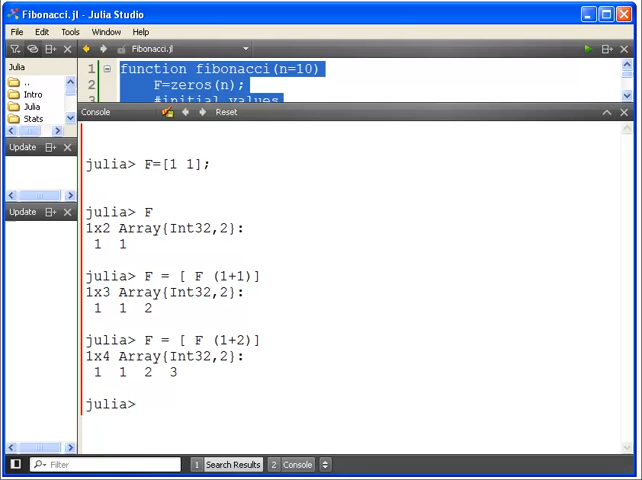 Fibonacci.jl - Julia Studio
File Edit Tools Window Help
Fibonacci.jl
Julia
..
Intro
Julia
Stats
1 function fibonacci(n=10)
2 F=zeros(n);
3 #initial values
Console Reset
Update
Update
julia> F=[1 1];
julia> F
1x2 Array{Int32,2}:
1 1
julia> F = [ F (1+1)]
1x3 Array{Int32,2}:
1 1 2
julia> F = [ F (1+2)]
1x4 Array{Int32,2}:
1 1 2 3
julia>
Filter 1 Search Results 2 Console